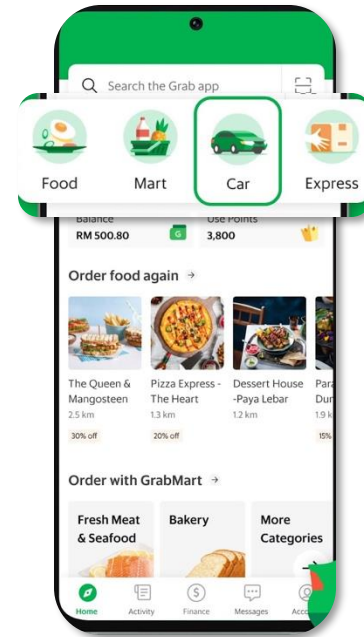 Search the Grab app
Food Mart Car Express
Balance Use Points
RM 500.80 G 3,800
Order food again →
The Queen & Pizza Express - Dessert House Para
Mangosteen The Heart -Paya Lebar Dur
2.5 km 1.3 km 1.2 km 1.9 k
30% off 20% off 15%
Order with GrabMart →
Fresh Meat Bakery More
& Seafood Categories
Home Activity Finance Messages Acco